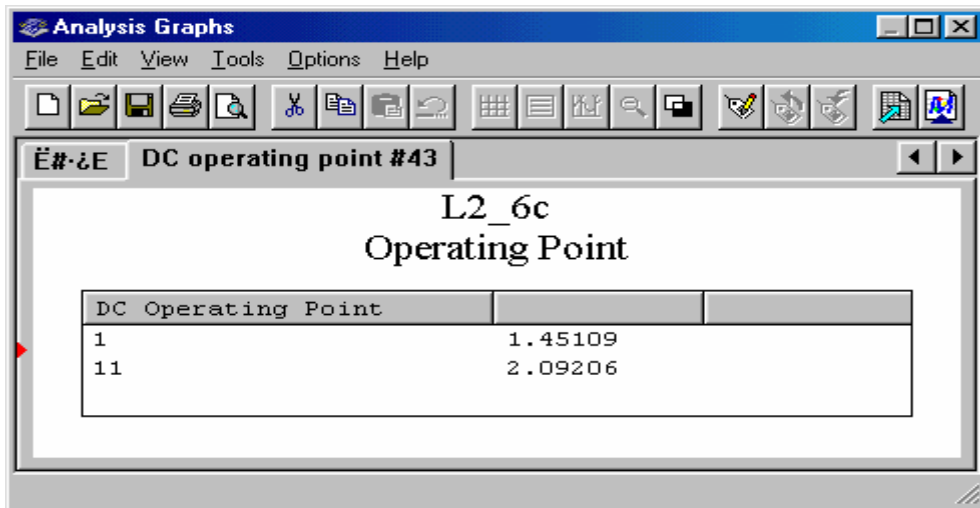 Analysis Graphs
File Edit View Tools Options Help
Ë#·¿E DC operating point #43
L2_6c
Operating Point
DC Operating Point
1 1.45109
11 2.09206